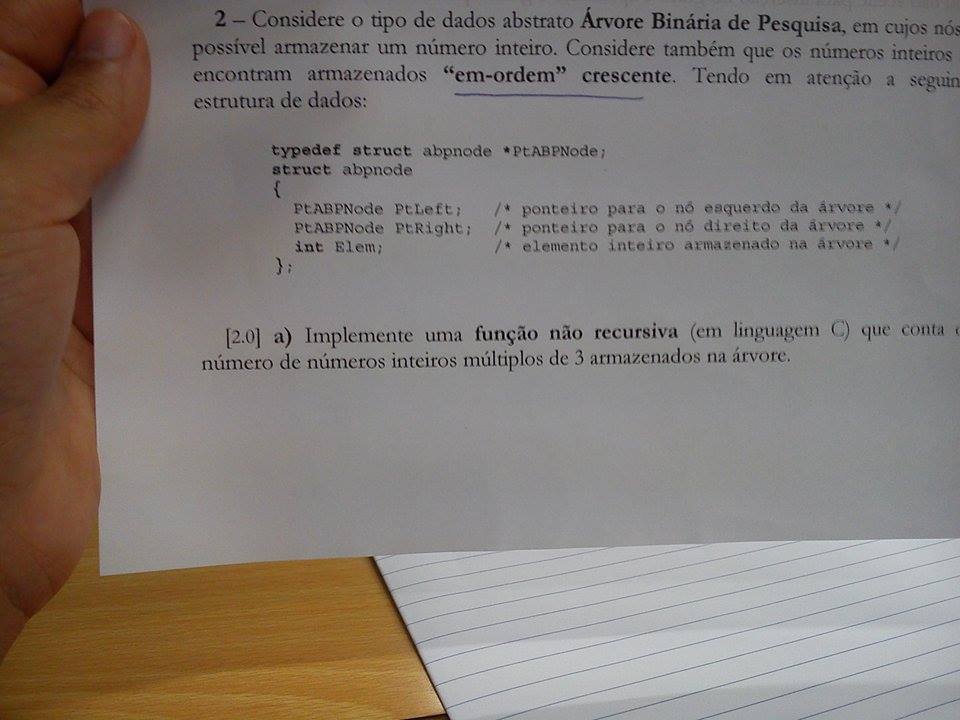 2 – Considere o tipo de dados abstrato Árvore Binária de Pesquisa, em cujos nós
possível armazenar um número inteiro. Considere também que os números inteiros
encontram armazenados “em-ordem” crescente. Tendo em atenção a seguin
estrutura de dados:
typedef struct abpnode *PtABPNode;
struct abpnode
{
PtABPNode PtLeft; /* ponteiro para o nó esquerdo da árvore */
PtABPNode PtRight; /* ponteiro para o nó direito da árvore */
int Elem; /* elemento inteiro armazenado na árvore */
};
[2.0] a) Implemente uma função não recursiva (em linguagem C) que conta
número de números inteiros múltiplos de 3 armazenados na árvore.